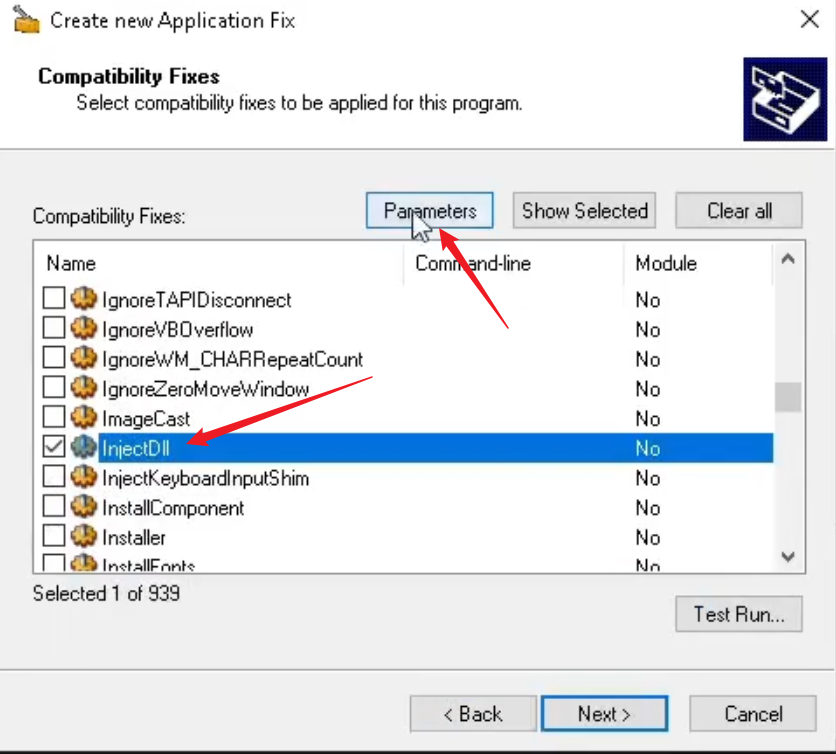 Create new Application Fix
Compatibility Fixes
Select compatibility fixes to be applied for this program.
Compatibility Fixes:
Parameters
Show Selected
Clear all
Name Command-line Module
IgnoreTAPIDisconnect No
IgnoreVBOverflow No
IgnoreWM_CHARRepeatCount No
IgnoreZeroMoveWindow No
ImageCast No
InjectDll No
InjectKeyboardInputShim No
InstallComponent No
Installer No
InstallFonts No
Selected 1 of 939
Test Run...
< Back
Next >
Cancel